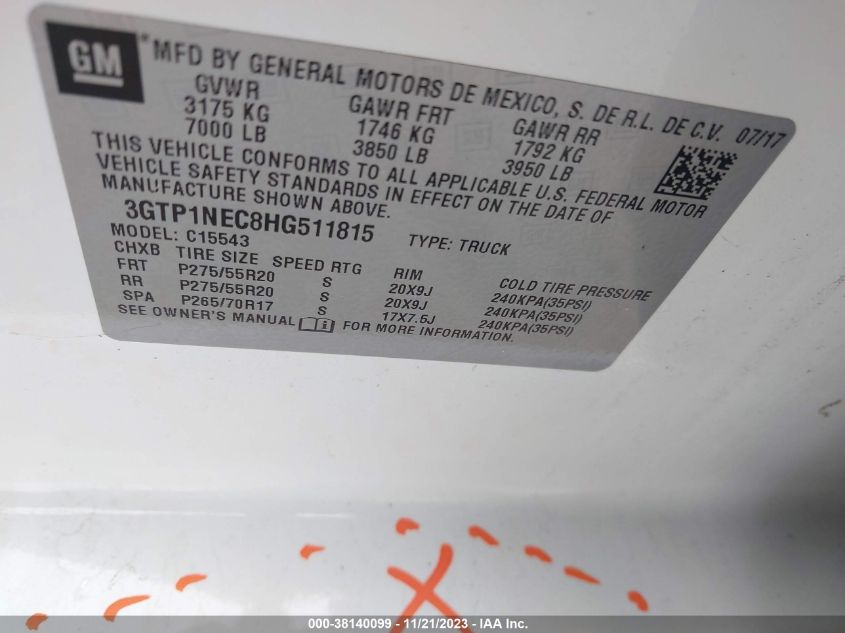 GM
*MFD BY GENERAL MOTORS DE MEXICO, S. DE R.L. DE C.V. 07/17
GVWR GAWR FRT GAWR RR
3175 KG 1746 KG 1792 KG
7000 LB 3850 LB 3950 LB
THIS VEHICLE CONFORMS TO ALL APPLICABLE U.S. FEDERAL MOTOR
VEHICLE SAFETY STANDARDS IN EFFECT ON THE DATE OF
MANUFACTURE SHOWN ABOVE.
3GTP1NEC8HG511815
MODEL: C15543 TYPE: TRUCK
CHXB TIRE SIZE SPEED RTG RIM COLD TIRE PRESSURE
FRT P275/55R20 S 20X9J 240KPA(35PSI)
RR P275/55R20 S 20X9J 240KPA(35PSI)
SPA P265/70R17 S 17X7.5J 240KPA(35PSI)
SEE OWNER'S MANUAL FOR MORE INFORMATION.
000-38140099 - 11/21/2023 - IAA Inc.